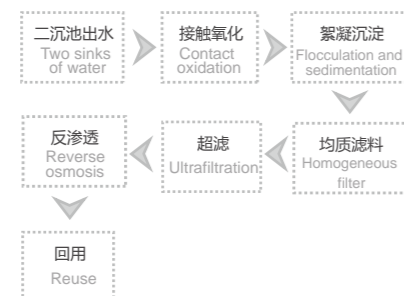 二沉池出水
Two sinks
of water
接触氧化
Contact
oxidation
絮凝沉淀
Flocculation and
sedimentation
反渗透
Reverse
osmosis
超滤
Ultrafiltration
均质滤料
Homogeneous
filter
回用
Reuse